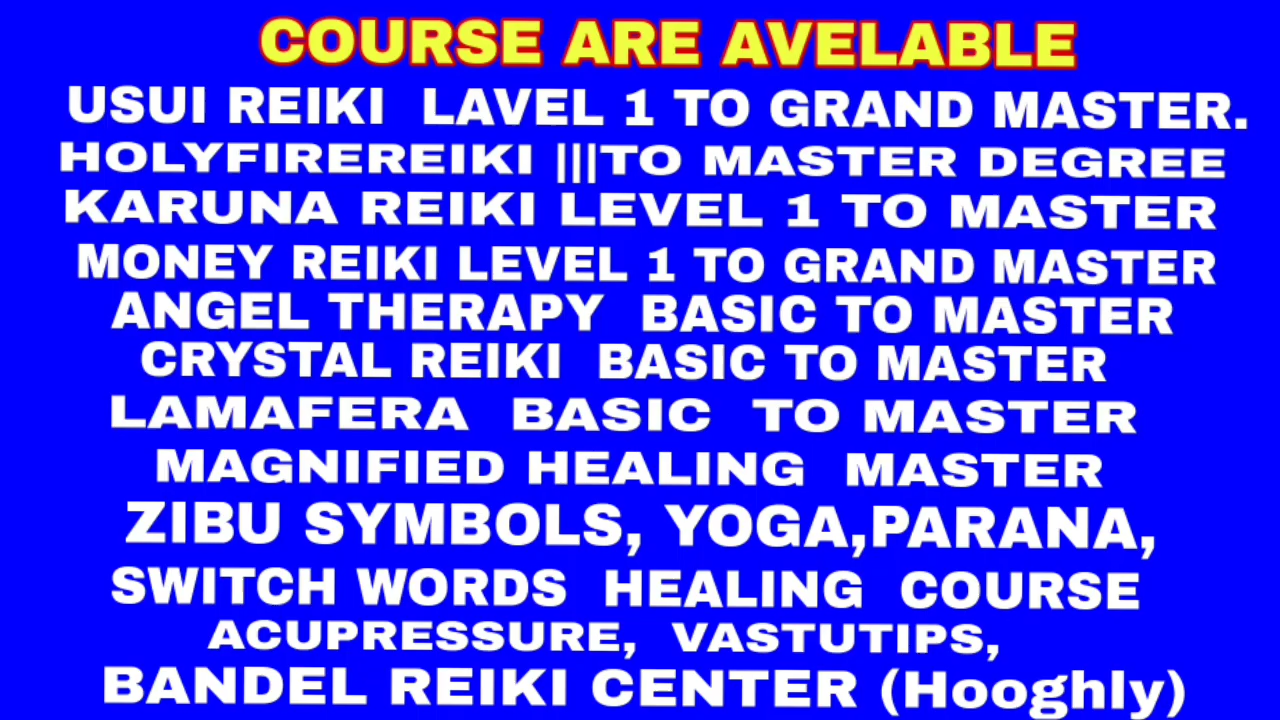 COURSE ARE AVELABLE
USUI REIKI LAVEL 1 TO GRAND MASTER.
HOLYFIREREIKI |||TO MASTER DEGREE
KARUNA REIKI LEVEL 1 TO MASTER
MONEY REIKI LEVEL 1 TO GRAND MASTER
ANGEL THERAPY BASIC TO MASTER
CRYSTAL REIKI BASIC TO MASTER
LAMAFERA BASIC TO MASTER
MAGNIFIED HEALING MASTER
ZIBU SYMBOLS, YOGA,PARANA,
SWITCH WORDS HEALING COURSE
ACUPRESSURE, VASTUTIPS,
BANDEL REIKI CENTER (Hooghly)